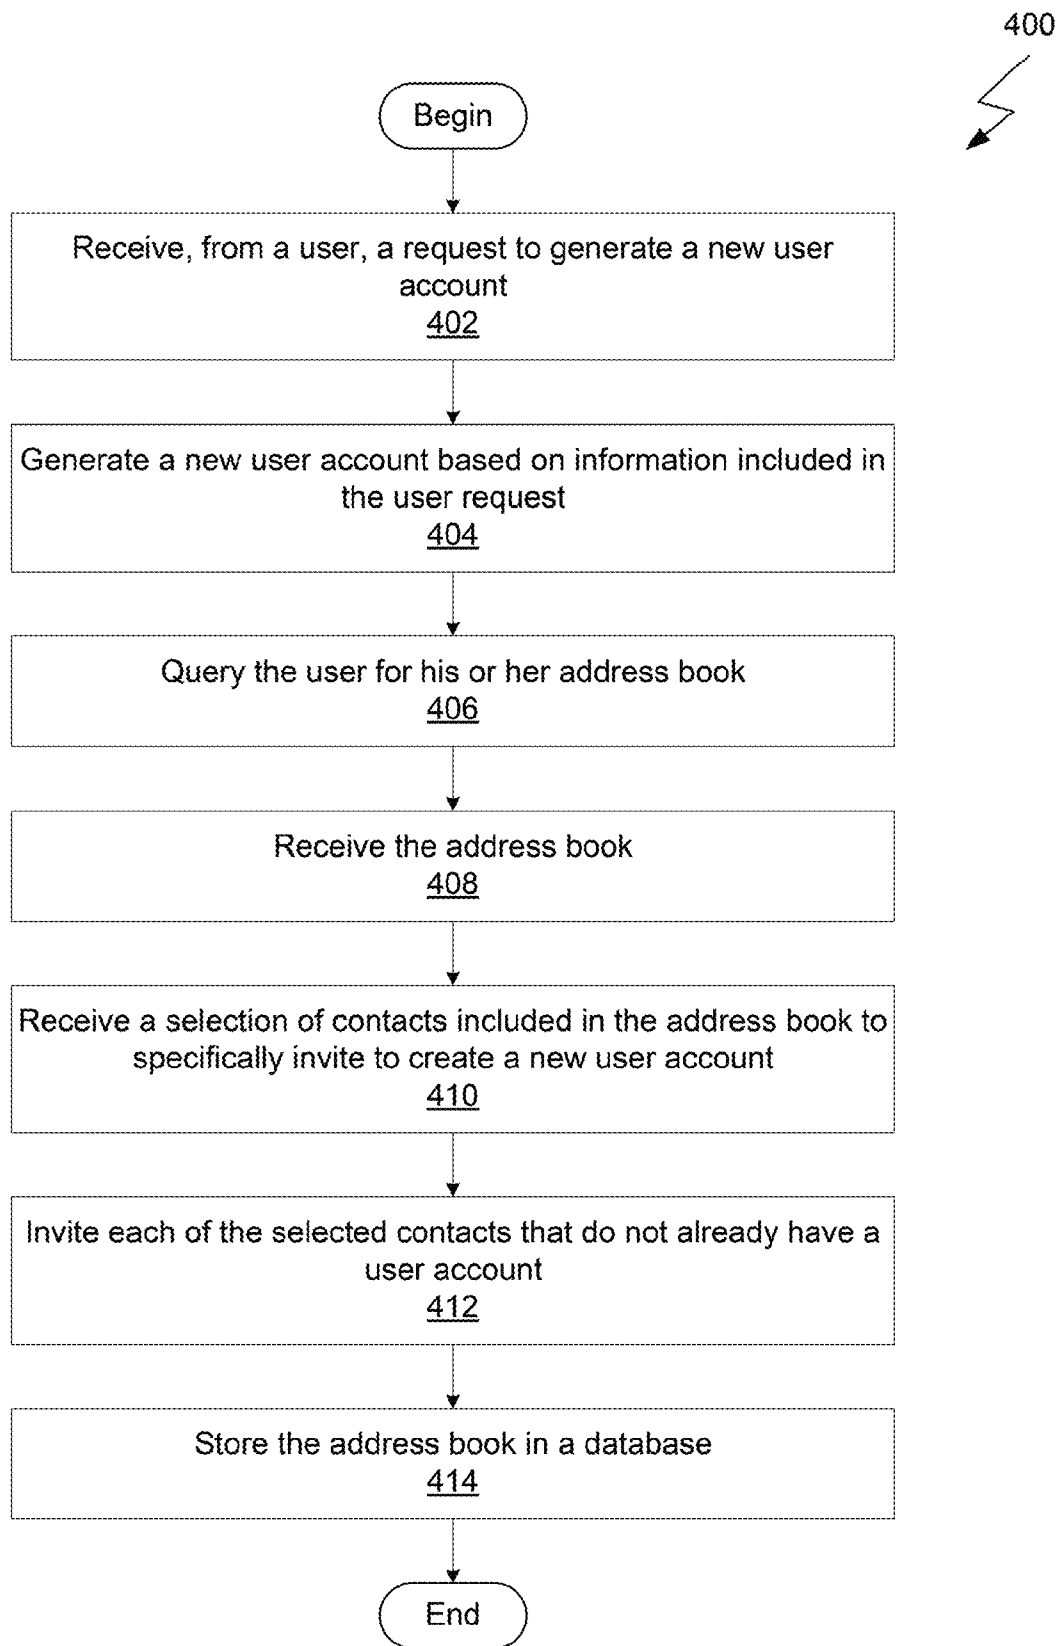 400
Begin
Receive, from a user, a request to generate a new user
account
402
Generate a new user account based on information included in
the user request
404
Query the user for his or her address book
406
Receive the address book
408
Receive a selection of contacts included in the address book to
specifically invite to create a new user account
410
Invite each of the selected contacts that do not already have a
user account
412
Store the address book in a database
414
End